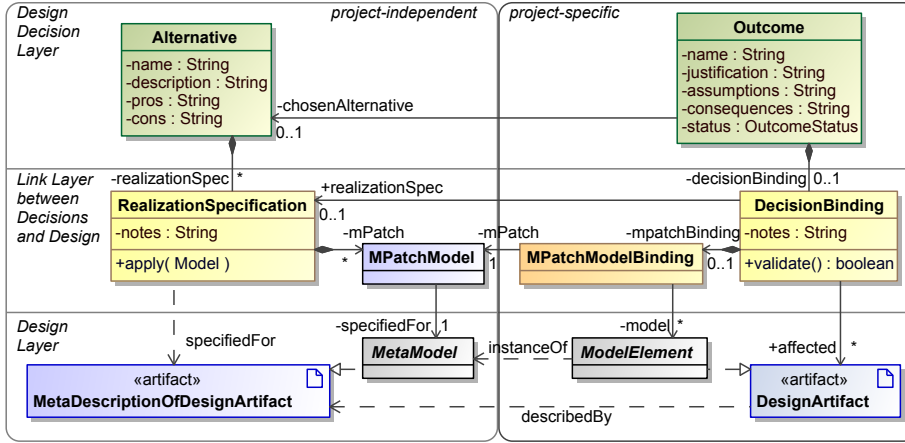 Design
Decision
Layer
project-independent
project-specific
Alternative
-name : String
-description : String
-pros : String
-cons : String
Outcome
-name : String
-justification : String
-assumptions : String
-consequences : String
-status : OutcomeStatus
-chosenAlternative
0..1
Link Layer
between
Decisions
and Design
-realizationSpec
*
+realizationSpec
0..1
-decisionBinding
0..1
RealizationSpecification
-notes : String
+apply( Model )
-mPatch
*
MPatchModel
-mPatch
1
MPatchModelBinding
-mpatchBinding
0..1
DecisionBinding
-notes : String
+validate() : boolean
Design
Layer
specifiedFor
-specifiedFor
1
MetaModel
instanceOf
-model
*
ModelElement
+affected
*
«artifact»
MetaDescriptionOfDesignArtifact
describedBy
«artifact»
DesignArtifact